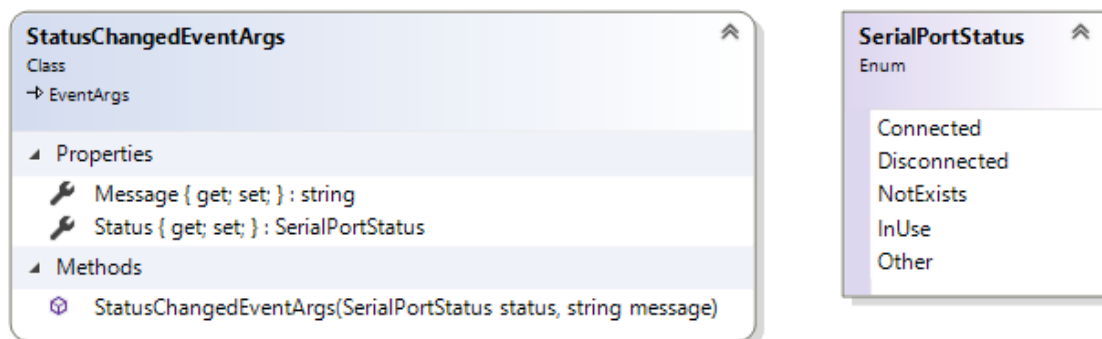 StatusChangedEventArgs
Class
EventArgs
Properties
Message { get; set; } : string
Status { get; set; } : SerialPortStatus
Methods
StatusChangedEventArgs(SerialPortStatus status, string message)
SerialPortStatus
Enum
Connected
Disconnected
NotExists
InUse
Other